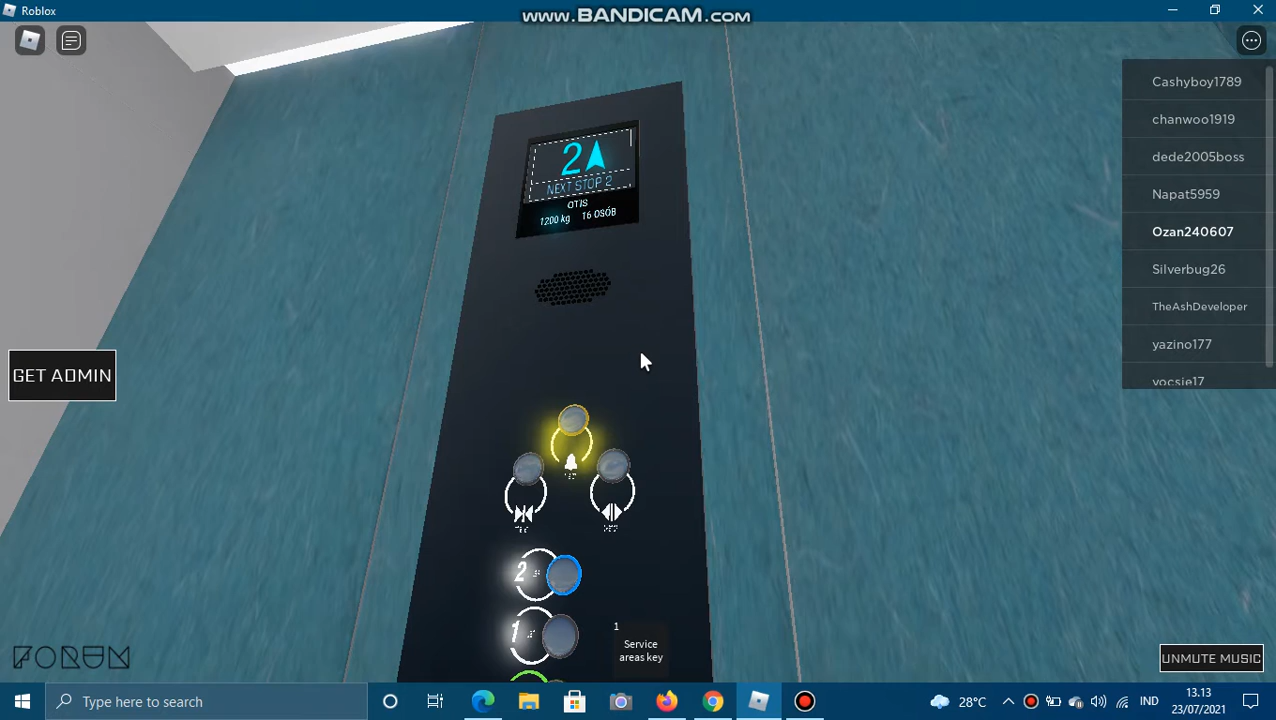 Roblox
www.BANDICAM.com
Cashyboy1789
chanwoo1919
dede2005boss
Napat5959
Ozan240607
Silverbug26
TheAshDeveloper
yazino177
vocsie17
2
NEXT STOP 2
OTIS
1200 kg 16 OSÓB
GET ADMIN
2
1
1
Service
areas key
FORUM
UNMUTE MUSIC
Type here to search
28°C
IND
13.13
23/07/2021